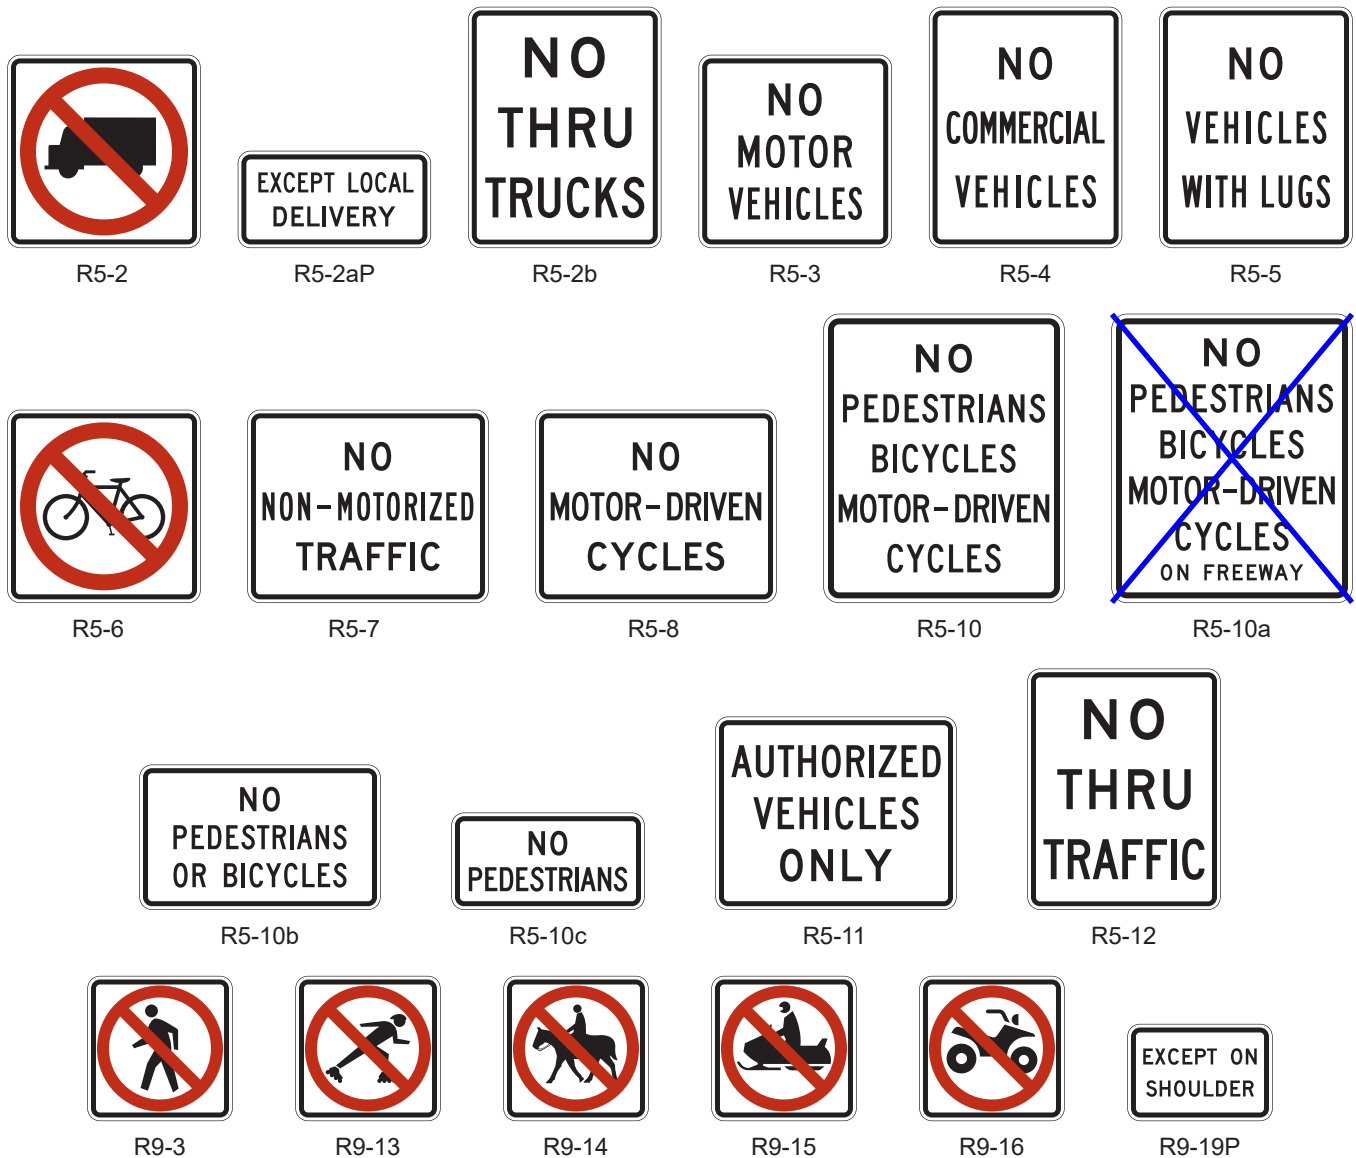 NO
THRU
TRUCKS
NO
MOTOR
VEHICLES
NO
COMMERCIAL
VEHICLES
NO
VEHICLES
WITH LUGS
EXCEPT LOCAL
DELIVERY
R5-2
R5-2aP
R5-2b
R5-3
R5-4
R5-5
NO
NON-MOTORIZED
TRAFFIC
NO
MOTOR-DRIVEN
CYCLES
NO
PEDESTRIANS
BICYCLES
MOTOR-DRIVEN
CYCLES
NO
PEDESTRIANS
BICYCLES
MOTOR-DRIVEN
CYCLES
ON FREEWAY
R5-6
R5-7
R5-8
R5-10
R5-10a
NO
PEDESTRIANS
OR BICYCLES
NO
PEDESTRIANS
AUTHORIZED
VEHICLES
ONLY
NO
THRU
TRAFFIC
R5-10b
R5-10c
R5-11
R5-12
EXCEPT ON
SHOULDER
R9-3
R9-13
R9-14
R9-15
R9-16
R9-19P